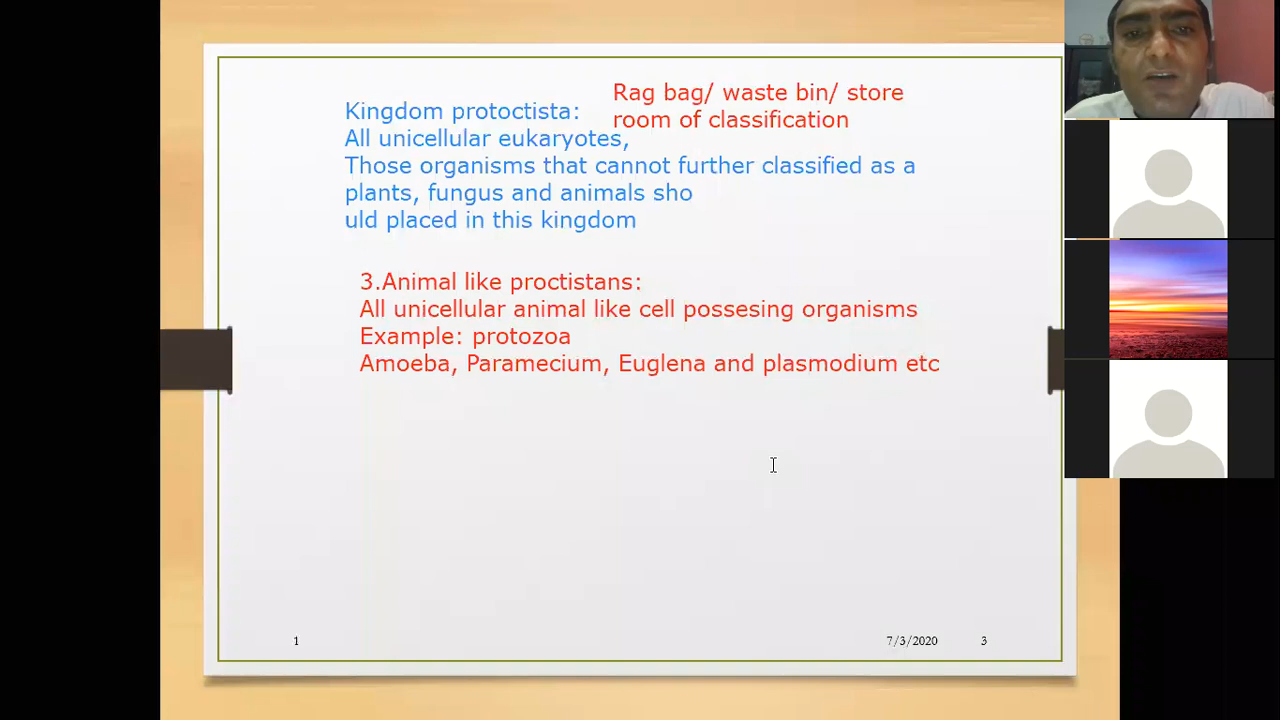 Rag bag/ waste bin/ store
room of classification
Kingdom protoctista:
All unicellular eukaryotes,
Those organisms that cannot further classified as a
plants, fungus and animals sho
uld placed in this kingdom
3.Animal like proctistans:
All unicellular animal like cell possesing organisms
Example: protozoa
Amoeba, Paramecium, Euglena and plasmodium etc
1
7/3/2020
3